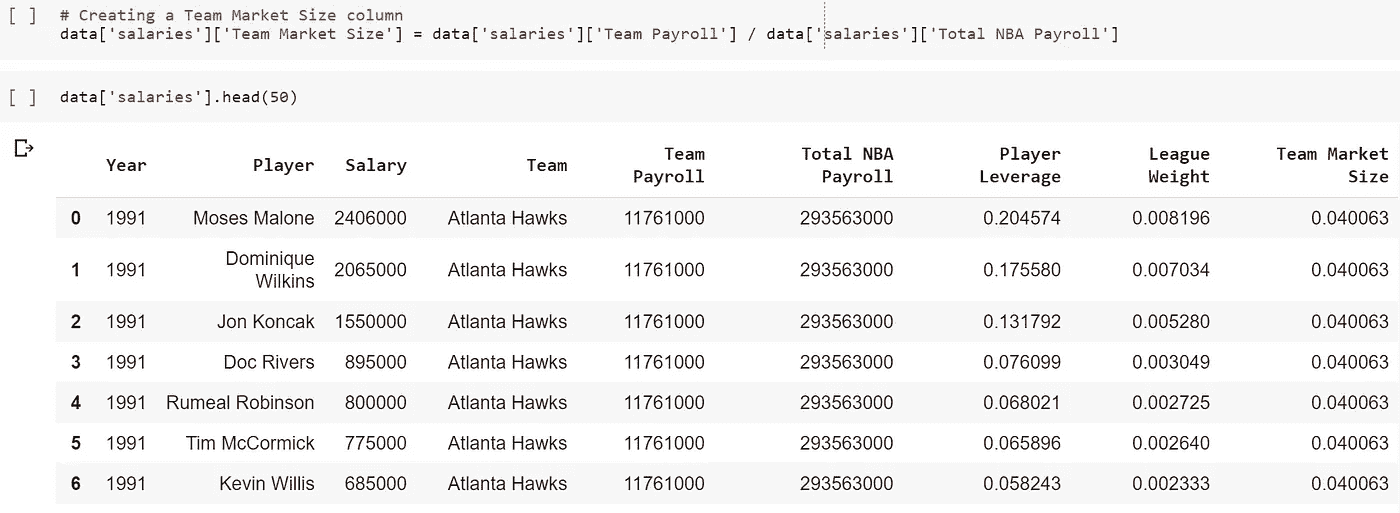 [ ] # Creating a Team Market Size column
data['salaries']['Team Market Size'] = data['salaries']['Team Payroll'] / data['salaries']['Total NBA Payroll']
[ ] data['salaries'].head(50)
Year Player Salary Team Team Payroll Total NBA Payroll Player Leverage League Weight Team Market Size
0 1991 Moses Malone 2406000 Atlanta Hawks 11761000 293563000 0.204574 0.008196 0.040063
1 1991 Dominique Wilkins 2065000 Atlanta Hawks 11761000 293563000 0.175580 0.007034 0.040063
2 1991 Jon Koncak 1550000 Atlanta Hawks 11761000 293563000 0.131792 0.005280 0.040063
3 1991 Doc Rivers 895000 Atlanta Hawks 11761000 293563000 0.076099 0.003049 0.040063
4 1991 Rumeal Robinson 800000 Atlanta Hawks 11761000 293563000 0.068021 0.002725 0.040063
5 1991 Tim McCormick 775000 Atlanta Hawks 11761000 293563000 0.065896 0.002640 0.040063
6 1991 Kevin Willis 685000 Atlanta Hawks 11761000 293563000 0.058243 0.002333 0.040063